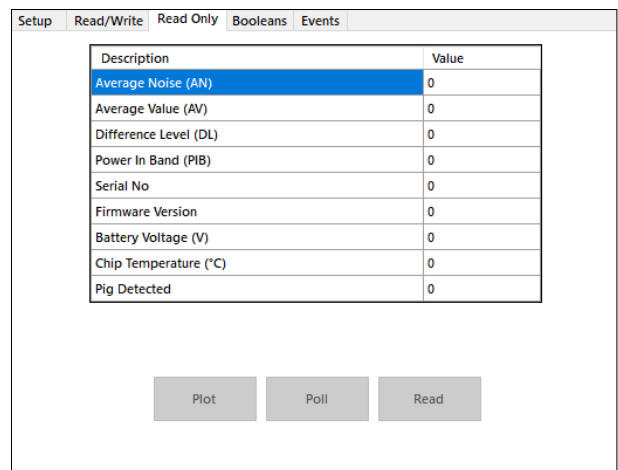 Setup Read/Write Read Only Booleans Events
Description Value
Average Noise (AN) 0
Average Value (AV) 0
Difference Level (DL) 0
Power In Band (PIB) 0
Serial No 0
Firmware Version 0
Battery Voltage (V) 0
Chip Temperature (°C) 0
Pig Detected 0
Plot Poll Read